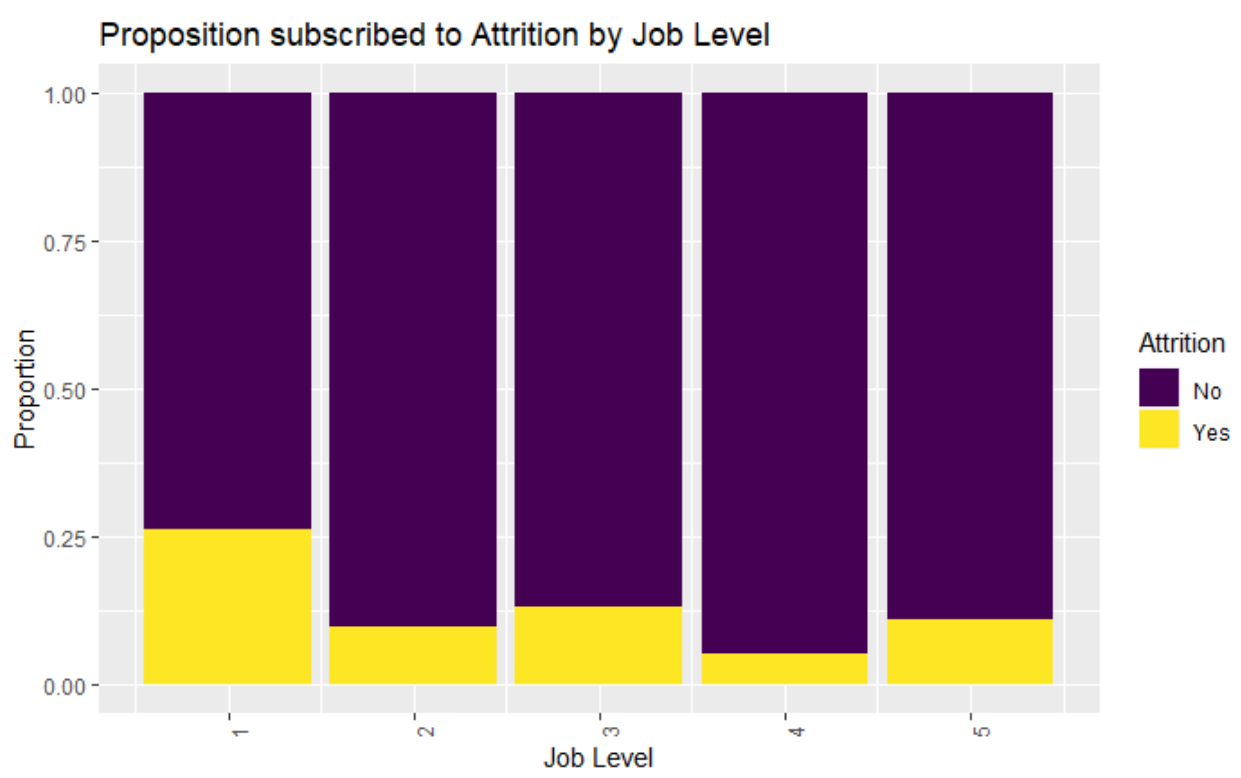 Proposition subscribed to Attrition by Job Level
1.00
0.75
0.50
0.25
0.00
Proportion
1
2
3
4
5
Job Level
Attrition
No
Yes